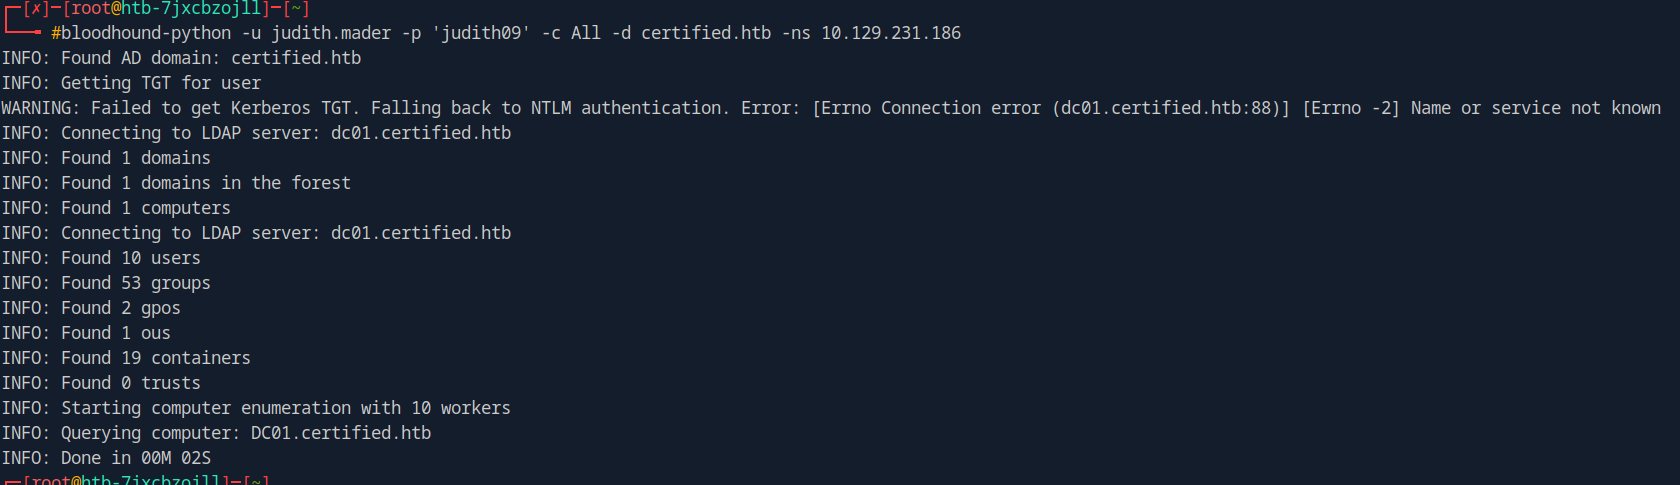 ┌─[✗]─[root@htb-7jxcbzojll]─[~]
└──╼ #bloodhound-python -u judith.mader -p 'judith09' -c All -d certified.htb -ns 10.129.231.186
INFO: Found AD domain: certified.htb
INFO: Getting TGT for user
WARNING: Failed to get Kerberos TGT. Falling back to NTLM authentication. Error: [Errno Connection error (dc01.certified.htb:88)] [Errno -2] Name or service not known
INFO: Connecting to LDAP server: dc01.certified.htb
INFO: Found 1 domains
INFO: Found 1 domains in the forest
INFO: Found 1 computers
INFO: Connecting to LDAP server: dc01.certified.htb
INFO: Found 10 users
INFO: Found 53 groups
INFO: Found 2 gpos
INFO: Found 1 ous
INFO: Found 19 containers
INFO: Found 0 trusts
INFO: Starting computer enumeration with 10 workers
INFO: Querying computer: DC01.certified.htb
INFO: Done in 00M 02S
┌─[root@htb-7jxcbzojll]─[~]